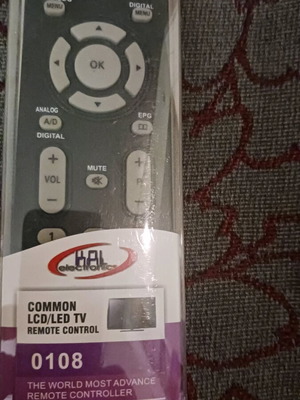 MENU
DIGITAL
MENU
OK
ANALOG
A/D
DIGITAL
EPG
+
VOL
-
MUTE
+
P
-
1
electronics
COMMON
LCD/LED TV
REMOTE CONTROL
0108
THE WORLD MOST ADVANCE
REMOTE CONTROLLER